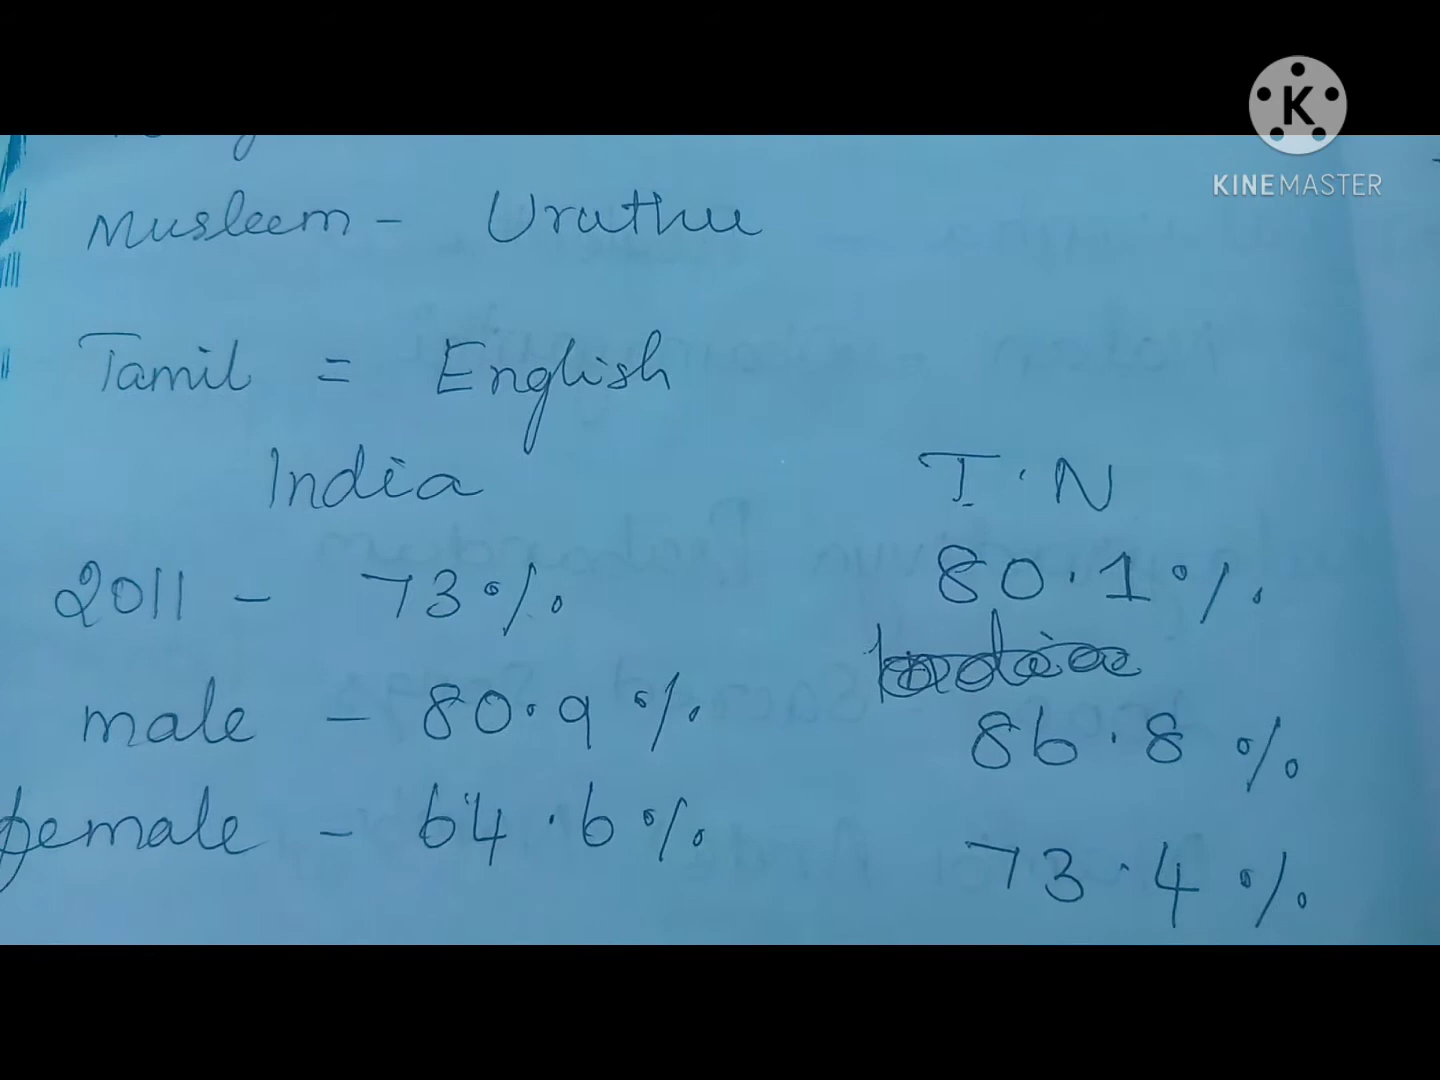 KINEMASTER
Musleem - Uruthu
Tamil = English
India T.N
2011 - 73% 80.1%
male - 80.9% 86.8%
female - 64.6% 73.4%